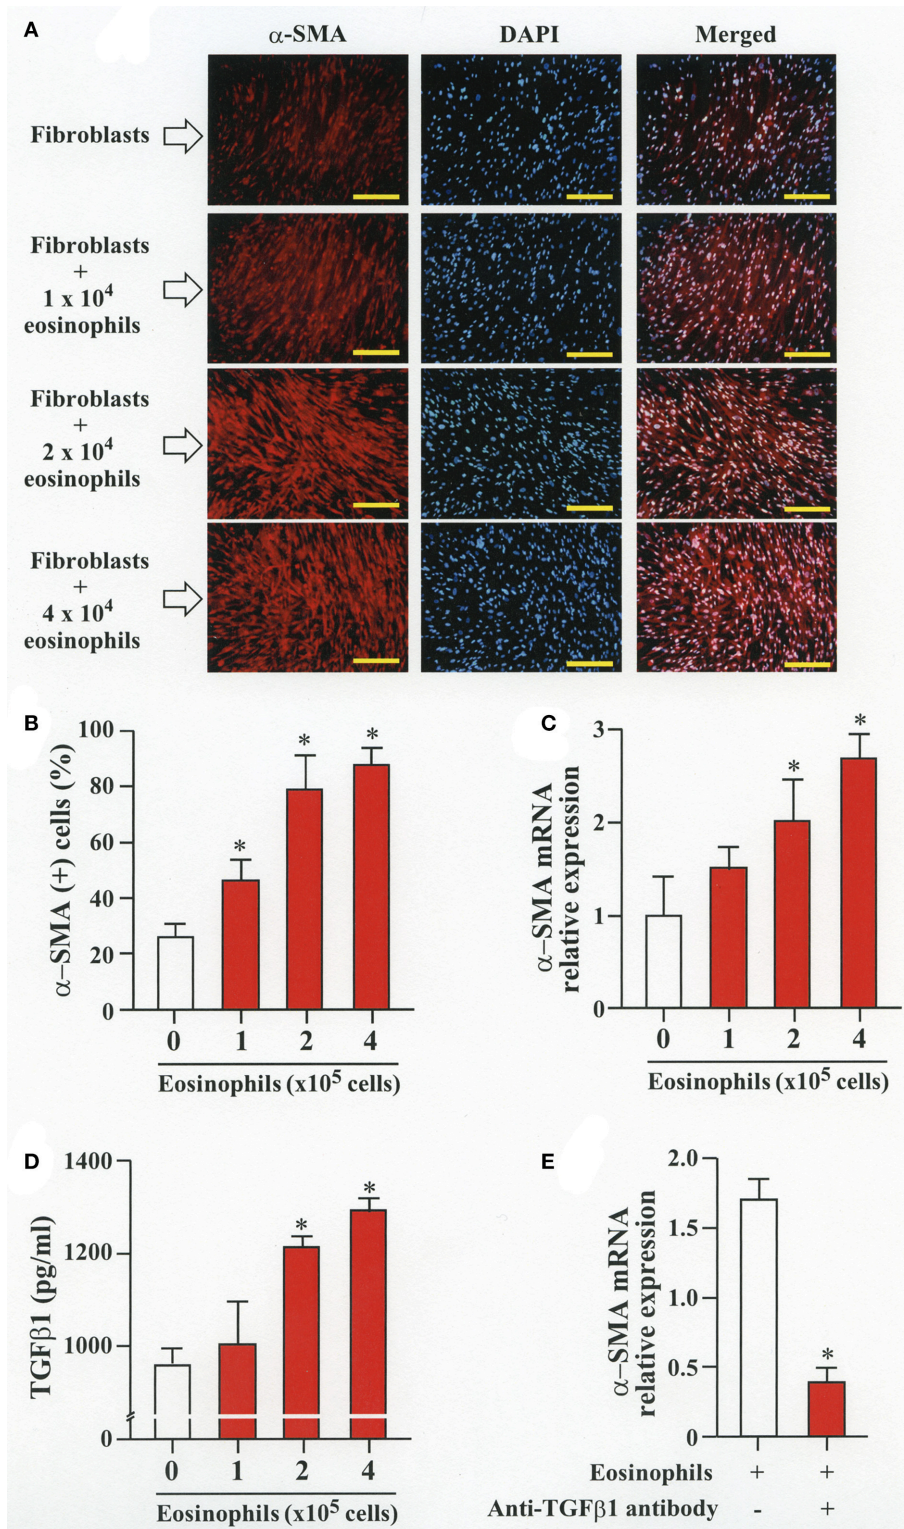 A
α-SMA
DAPI
Merged
Fibroblasts
Fibroblasts
+
1 x 10⁴
eosinophils
Fibroblasts
+
2 x 10⁴
eosinophils
Fibroblasts
+
4 x 10⁴
eosinophils
B
α–SMA (+) cells (%)
100
80
60
40
20
0
*
*
*
0 1 2 4
Eosinophils (x10⁵ cells)
C
α–SMA mRNA
relative expression
3
2
1
0
*
*
0 1 2 4
Eosinophils (x10⁵ cells)
D
TGFβ1 (pg/ml)
1400
1200
1000
0
*
*
0 1 2 4
Eosinophils (x10⁵ cells)
E
α–SMA mRNA
relative expression
2.0
1.5
1.0
0.5
0
*
Eosinophils + +
Anti-TGFβ1 antibody - +